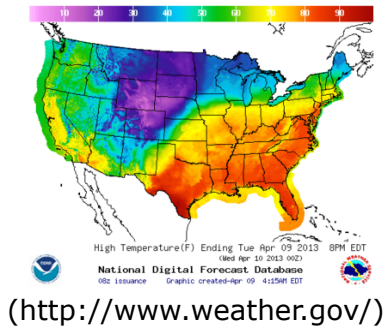 10 20 30 40 50 60 70 80 90
High Temperature(F) Ending Tue Apr 09 2013 8PM EDT
(Wed Apr 10 2013 00Z)
National Digital Forecast Database
08z issuance Graphic created-Apr 09 4:15AM EDT
(http://www.weather.gov/)